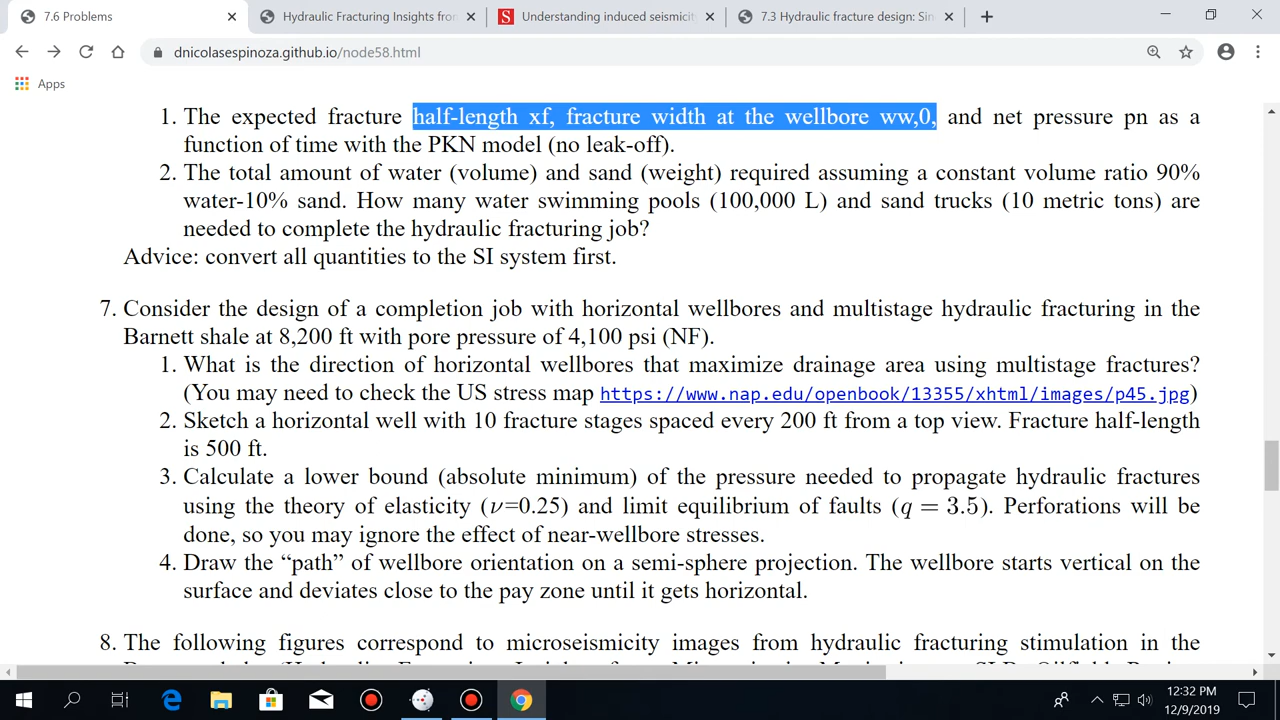 7.6 Problems
Hydraulic Fracturing Insights fron
Understanding induced seismicit
7.3 Hydraulic fracture design: Sin
dnicolasespinoza.github.io/node58.html
Apps
1. The expected fracture half-length xf, fracture width at the wellbore ww,0, and net pressure pn as a
function of time with the PKN model (no leak-off).
2. The total amount of water (volume) and sand (weight) required assuming a constant volume ratio 90%
water-10% sand. How many water swimming pools (100,000 L) and sand trucks (10 metric tons) are
needed to complete the hydraulic fracturing job?
Advice: convert all quantities to the SI system first.
7. Consider the design of a completion job with horizontal wellbores and multistage hydraulic fracturing in the
Barnett shale at 8,200 ft with pore pressure of 4,100 psi (NF).
1. What is the direction of horizontal wellbores that maximize drainage area using multistage fractures?
(You may need to check the US stress map https://www.nap.edu/openbook/13355/xhtml/images/p45.jpg)
2. Sketch a horizontal well with 10 fracture stages spaced every 200 ft from a top view. Fracture half-length
is 500 ft.
3. Calculate a lower bound (absolute minimum) of the pressure needed to propagate hydraulic fractures
using the theory of elasticity (ν=0.25) and limit equilibrium of faults (q = 3.5). Perforations will be
done, so you may ignore the effect of near-wellbore stresses.
4. Draw the “path” of wellbore orientation on a semi-sphere projection. The wellbore starts vertical on the
surface and deviates close to the pay zone until it gets horizontal.
8. The following figures correspond to microseismicity images from hydraulic fracturing stimulation in the
12:32 PM
12/9/2019